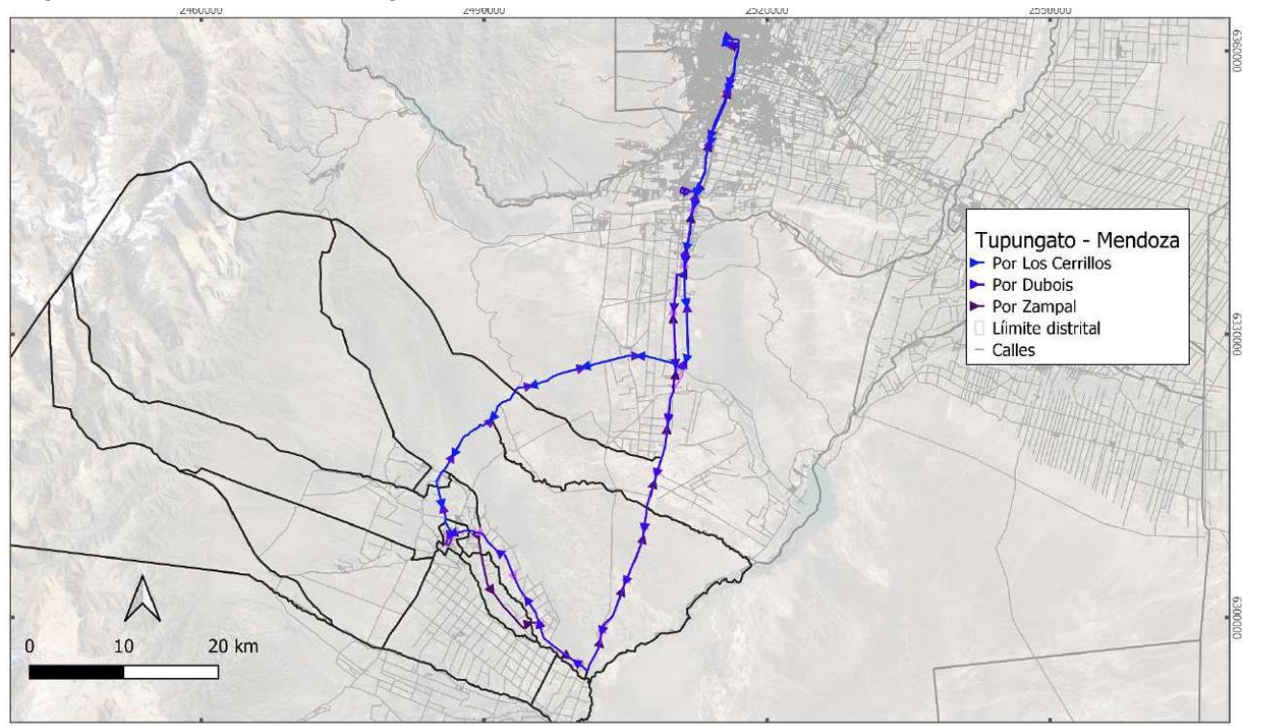 2460000 2490000 2520000 2550000
6360000
Tupungato - Mendoza
Por Los Cerrillos
Por Dubois
Por Zampal
Líimite distrital
Calles
6330000
6300000
0 10 20 km